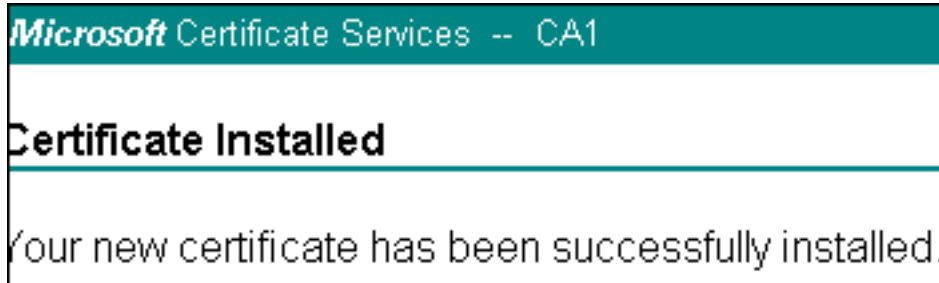 Microsoft Certificate Services -- CA1
Certificate Installed
Your new certificate has been successfully installed.